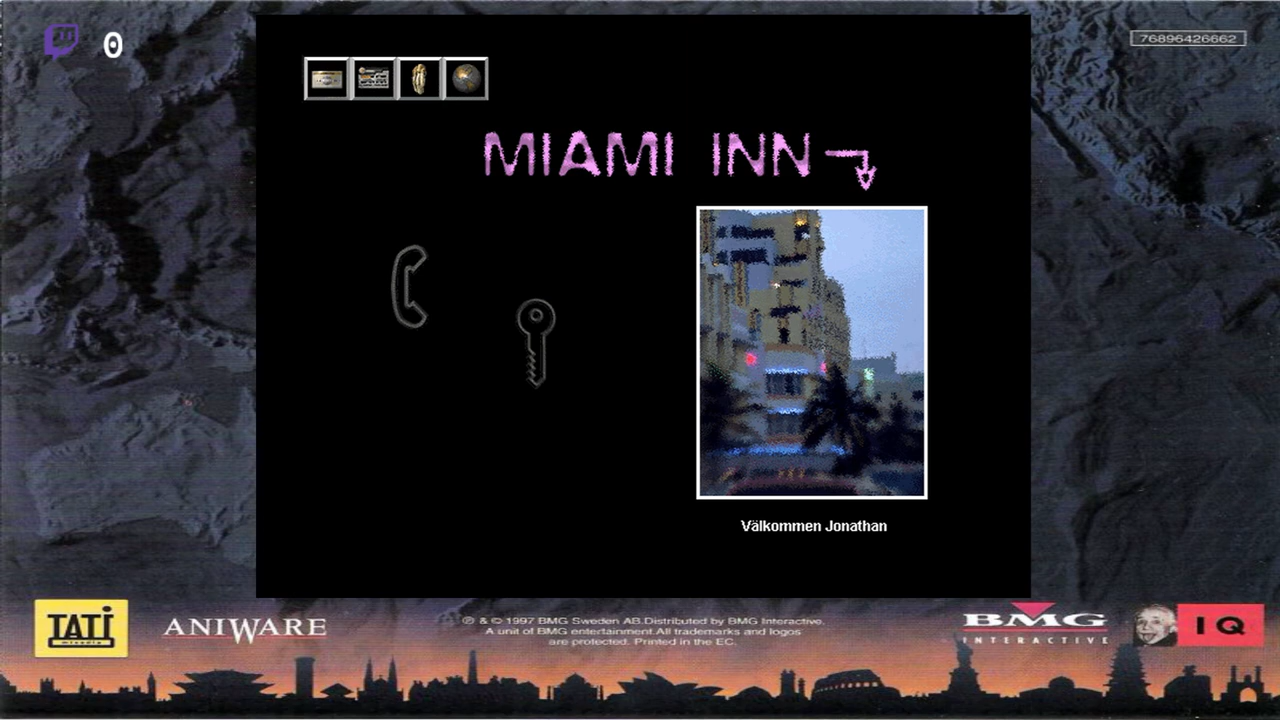 0
76896426662
MIAMI INN
Välkommen Jonathan
TATi
ANIWARE
℗ & © 1997 BMG Sweden AB.Distributed by BMG Interactive.
A unit of BMG entertainment.All trademarks and logos
are protected. Printed in the EC.
BMG
INTERACTIVE
IQ